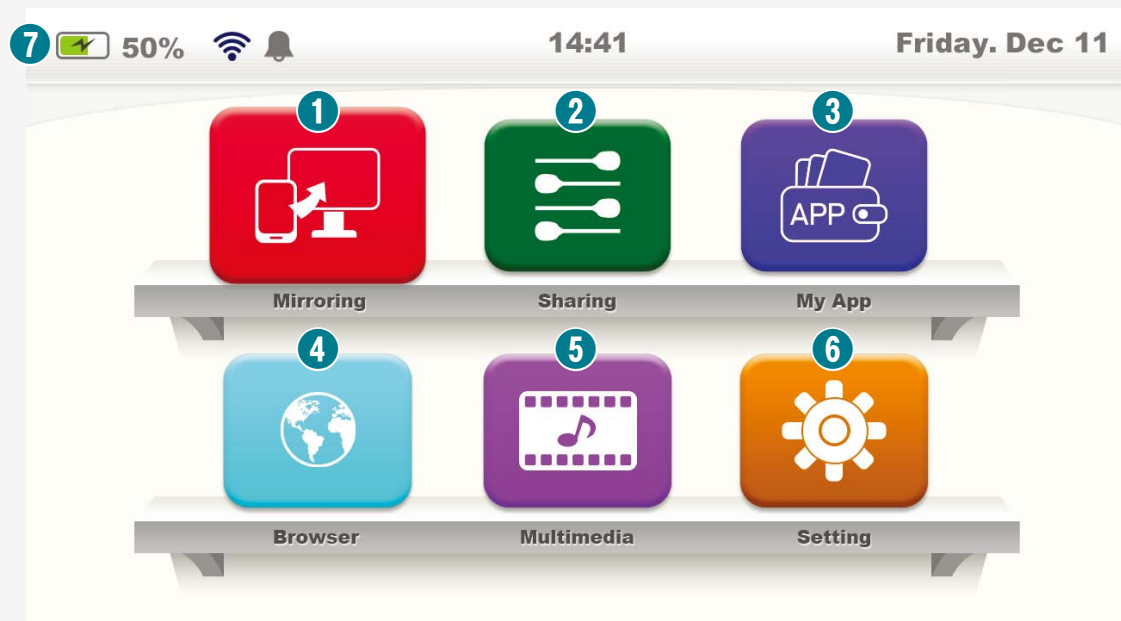 7 50% 14:41 Friday. Dec 11
1 2 3
APP
Mirroring Sharing My App
4 5 6
Browser Multimedia Setting